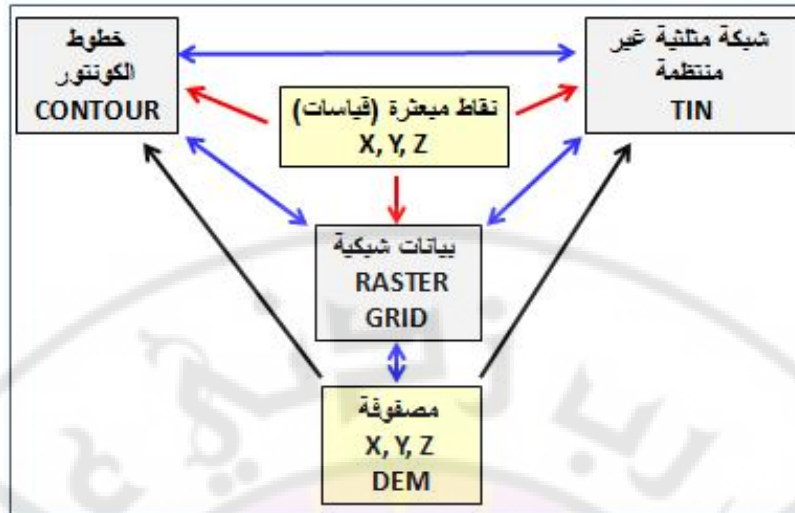 خطوط
الكونتور
CONTOUR
شبكة مثلثية غير
منتظمة
TIN
نقاط مبعثرة (قياسات)
X, Y, Z
بيانات شبكية
RASTER
GRID
مصفوفة
X, Y, Z
DEM